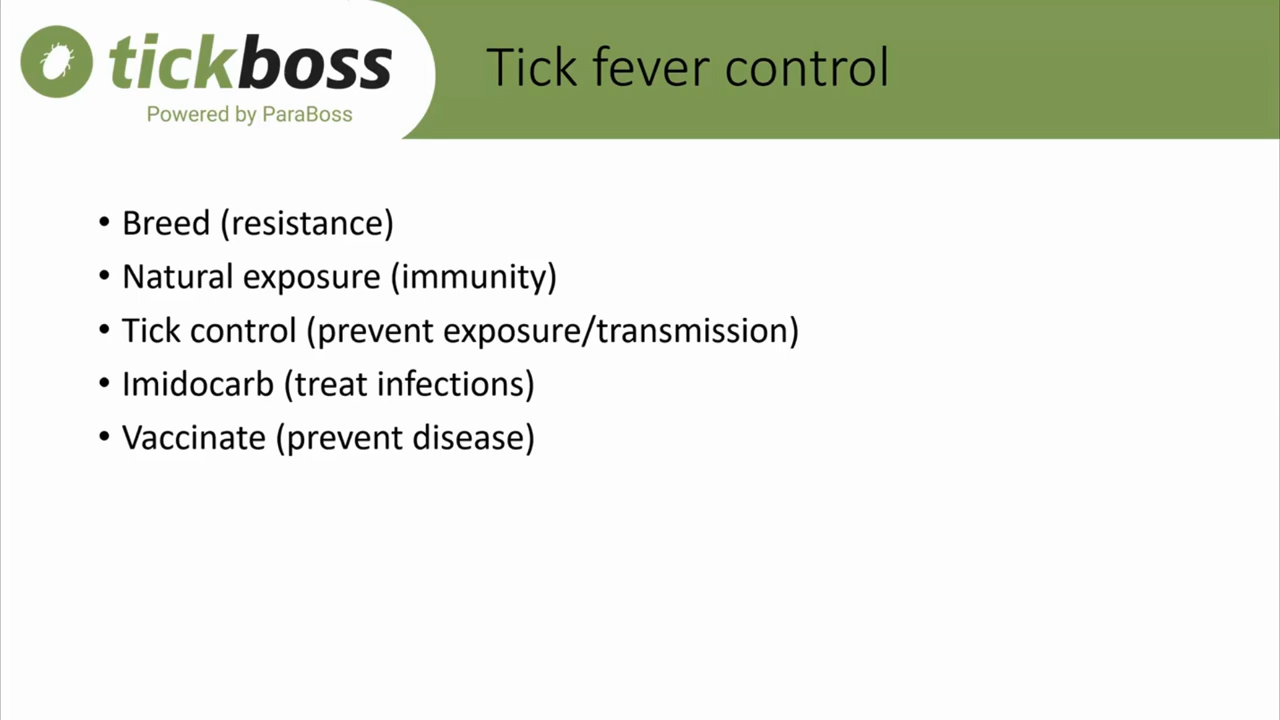 tickboss
Powered by ParaBoss
Tick fever control
• Breed (resistance)
• Natural exposure (immunity)
• Tick control (prevent exposure/transmission)
• Imidocarb (treat infections)
• Vaccinate (prevent disease)